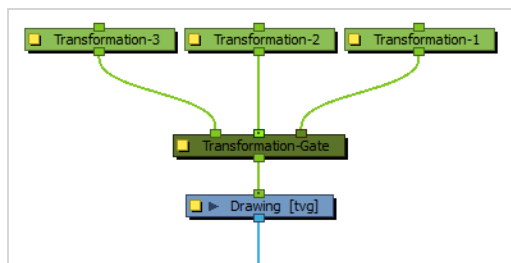 Transformation-3 Transformation-2 Transformation-1
Transformation-Gate
Drawing [tvg]